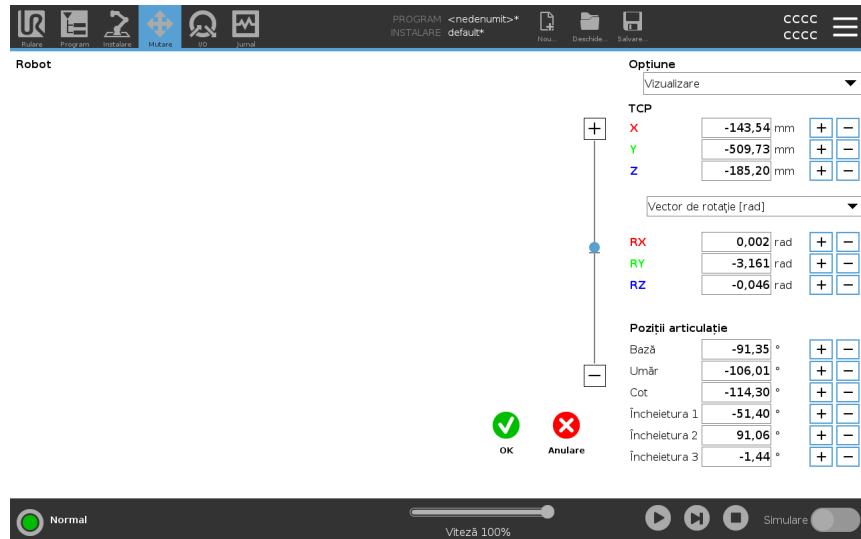 Rulare
Program
Instalare
Mutare
I/O
Jurnal
PROGRAM <nedenumit>*
INSTALARE default*
Nou...
Deschide...
Salvare...
cccc
cccc
Robot
Opțiune
Vizualizare
TCP
X -143,54 mm + −
Y -509,73 mm + −
Z -185,20 mm + −
Vector de rotație [rad]
RX 0,002 rad + −
RY -3,161 rad + −
RZ -0,046 rad + −
Poziții articulație
Bază -91,35 ° + −
Umăr -106,01 ° + −
Cot -114,30 ° + −
Încheietura 1 -51,40 ° + −
Încheietura 2 91,06 ° + −
Încheietura 3 -1,44 ° + −
+
−
OK
Anulare
Normal
Viteză 100%
Simulare